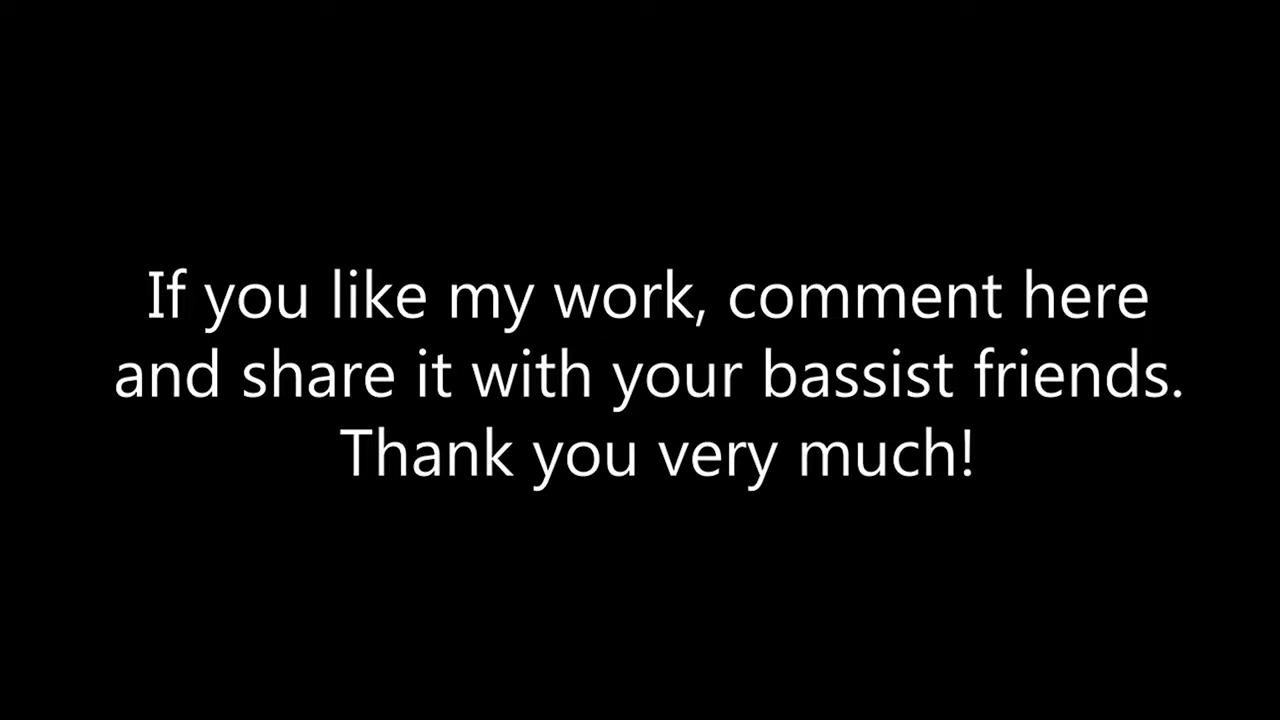 If you like my work, comment here
and share it with your bassist friends.
Thank you very much!